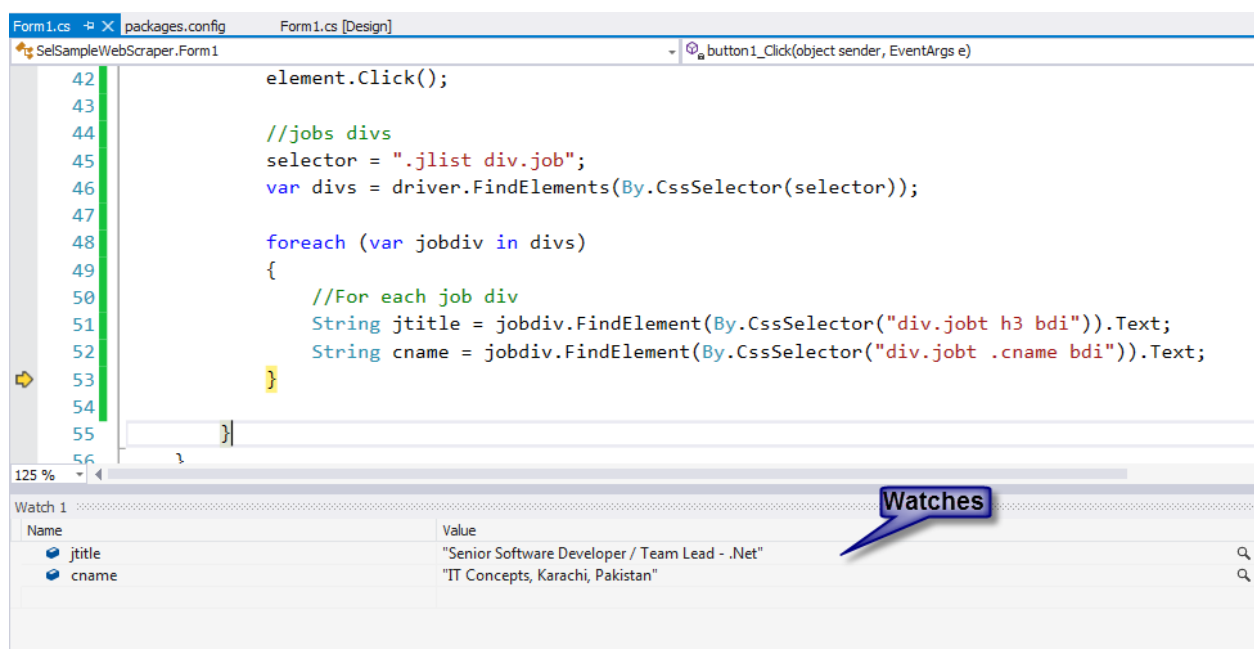 Form1.cs packages.config Form1.cs [Design]
SelSampleWebScraper.Form1 button1_Click(object sender, EventArgs e)
42 element.Click();
43
44 //jobs divs
45 selector = ".jlist div.job";
46 var divs = driver.FindElements(By.CssSelector(selector));
47
48 foreach (var jobdiv in divs)
49 {
50 //For each job div
51 String jtitle = jobdiv.FindElement(By.CssSelector("div.jobt h3 bdi")).Text;
52 String cname = jobdiv.FindElement(By.CssSelector("div.jobt .cname bdi")).Text;
53 }
54
55 }
56 }
125 %
Watch 1
Watches
Name Value
jtitle "Senior Software Developer / Team Lead - .Net"
cname "IT Concepts, Karachi, Pakistan"